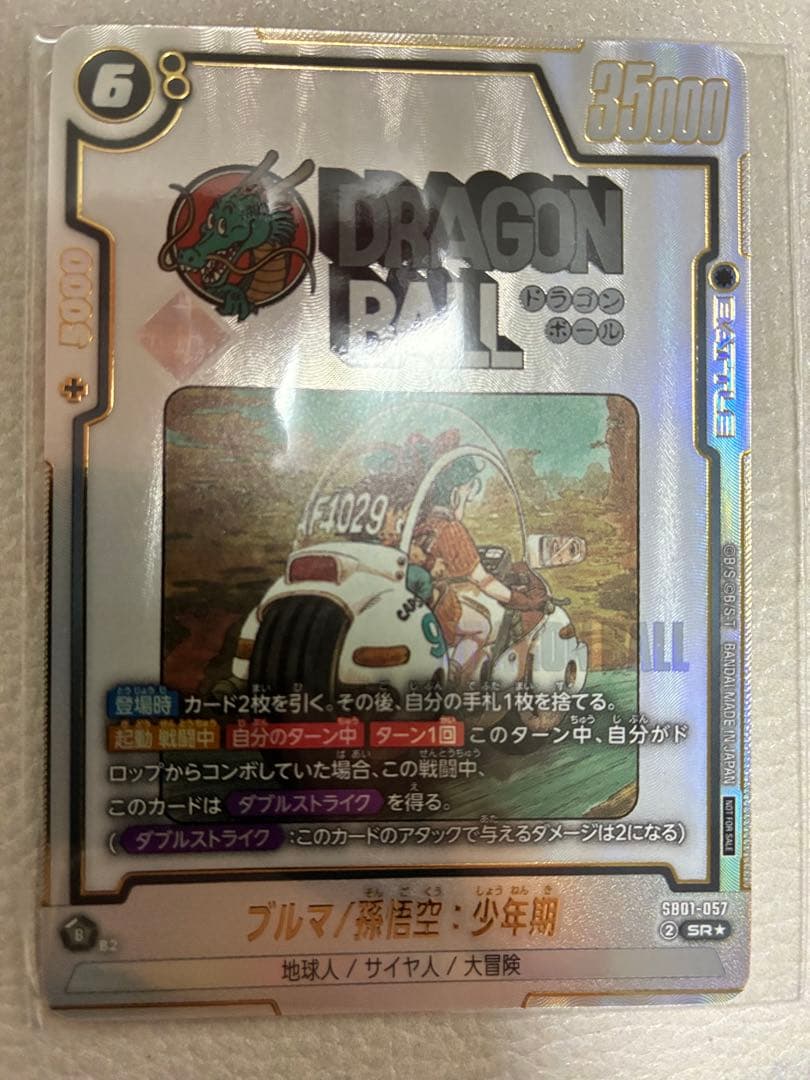 6
35000
+5000
BATTLE
DRAGON
BALL
ドラゴン
ボール
AF4029
CAPS
9
BALL
登場時 カード2枚を引く。その後、自分の手札1枚を捨てる。
起動 戦闘中 自分のターン中 ターン1回 このターン中、自分がド
ロップからコンボしていた場合、この戦闘中、
このカードは ダブルストライク を得る。
( ダブルストライク :このカードのアタックで与えるダメージは2になる)
©B/S ©B/S･T BANDAI MADE IN JAPAN
NOT FOR SALE
ブルマ/孫悟空:少年期
SB01-057
② SR★
B
B2
地球人 / サイヤ人 / 大冒険